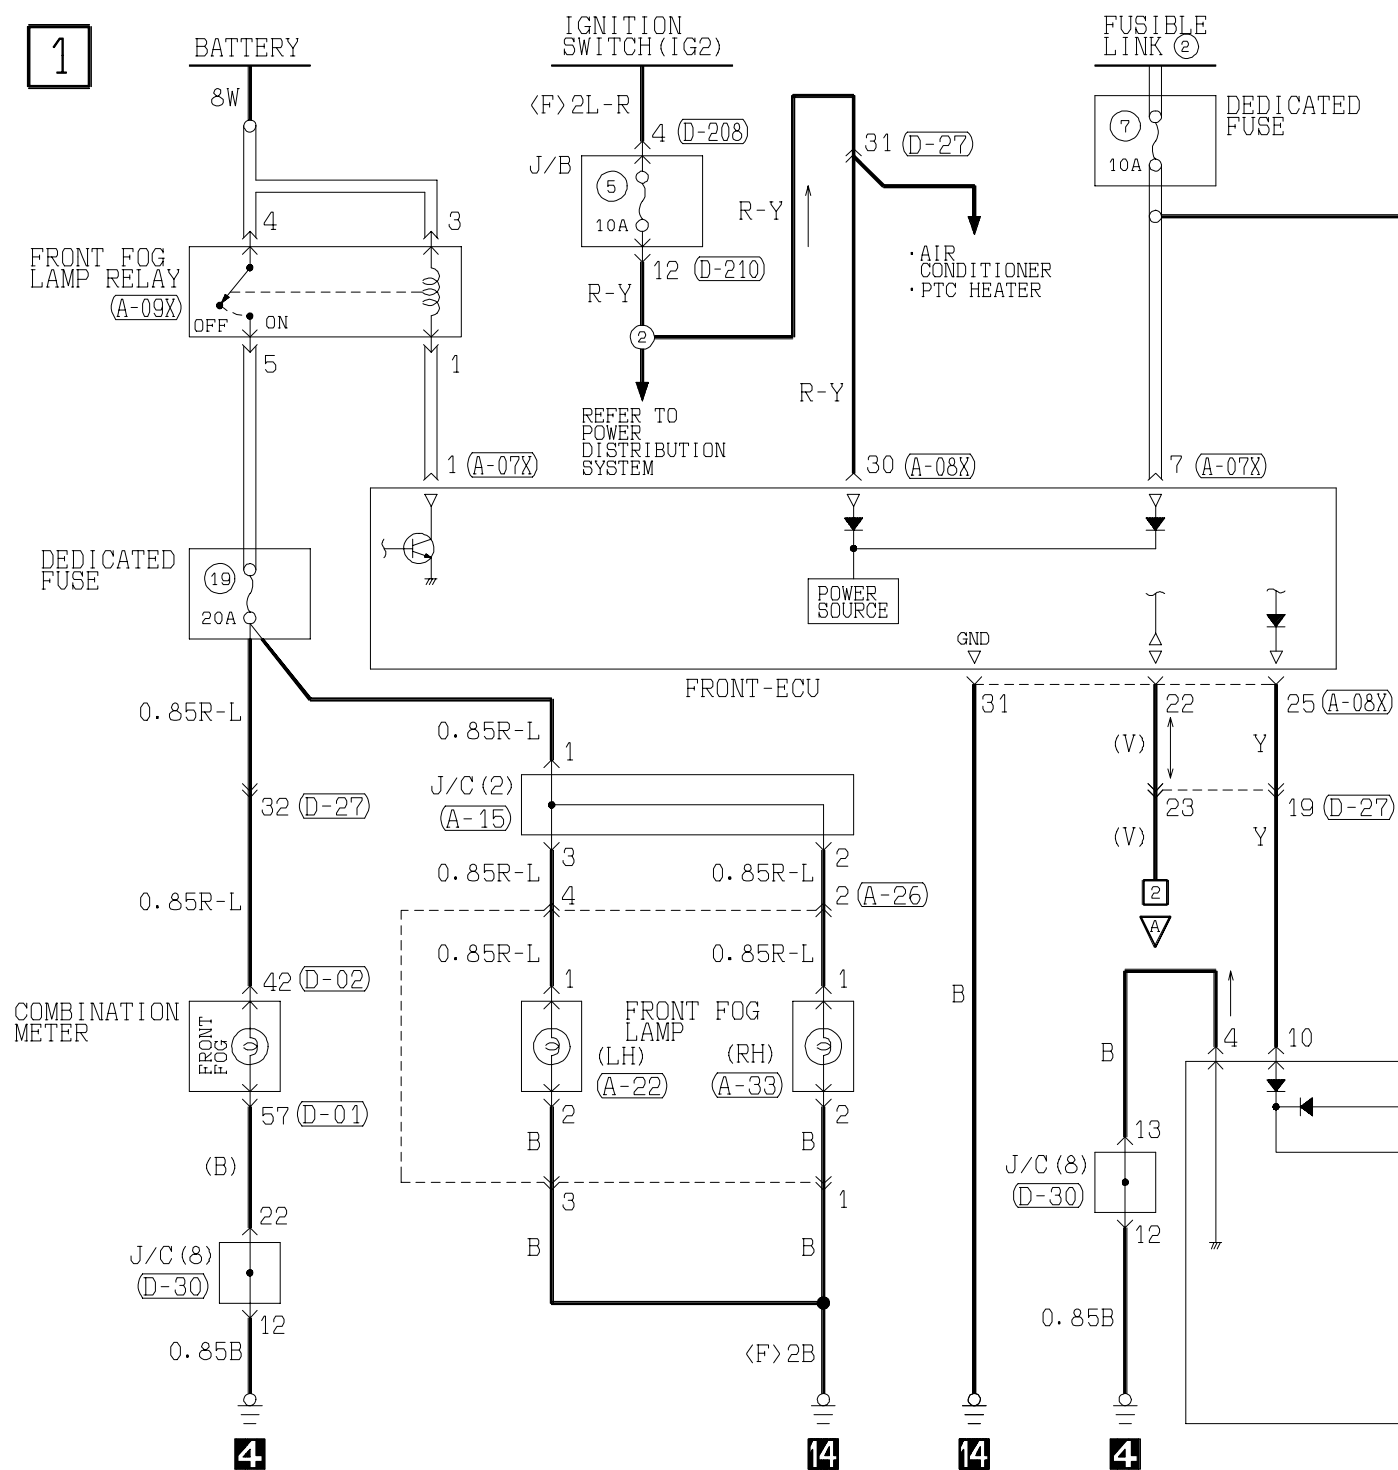 1
BATTERY
IGNITION
SWITCH(IG2)
FUSIBLE
LINK ②
8W
〈F〉2L-R
4 (D-208)
J/B
5
10A
31 (D-27)
7
10A
DEDICATED
FUSE
R-Y
4
3
FRONT FOG
LAMP RELAY
(A-09X)
OFF
ON
12 (D-210)
R-Y
2
·AIR
CONDITIONER
·PTC HEATER
5
1
R-Y
REFER TO
POWER
DISTRIBUTION
SYSTEM
1 (A-07X)
30 (A-08X)
7 (A-07X)
DEDICATED
FUSE
19
20A
POWER
SOURCE
GND
FRONT-ECU
0.85R-L
0.85R-L
1
31
22
25 (A-08X)
(V)
Y
J/C(2)
(A-15)
32 (D-27)
23
19 (D-27)
(V)
Y
3
2
0.85R-L
0.85R-L
0.85R-L
4
2 (A-26)
2
A
0.85R-L
0.85R-L
42 (D-02)
1
1
B
COMBINATION
METER
FRONT
FOG
FRONT FOG
LAMP
(LH)
(A-22)
(RH)
(A-33)
4
10
B
57 (D-01)
2
2
B
B
13
(B)
J/C(8)
(D-30)
3
1
22
12
B
B
J/C(8)
(D-30)
12
0.85B
0.85B
〈F〉2B
4
14
14
4